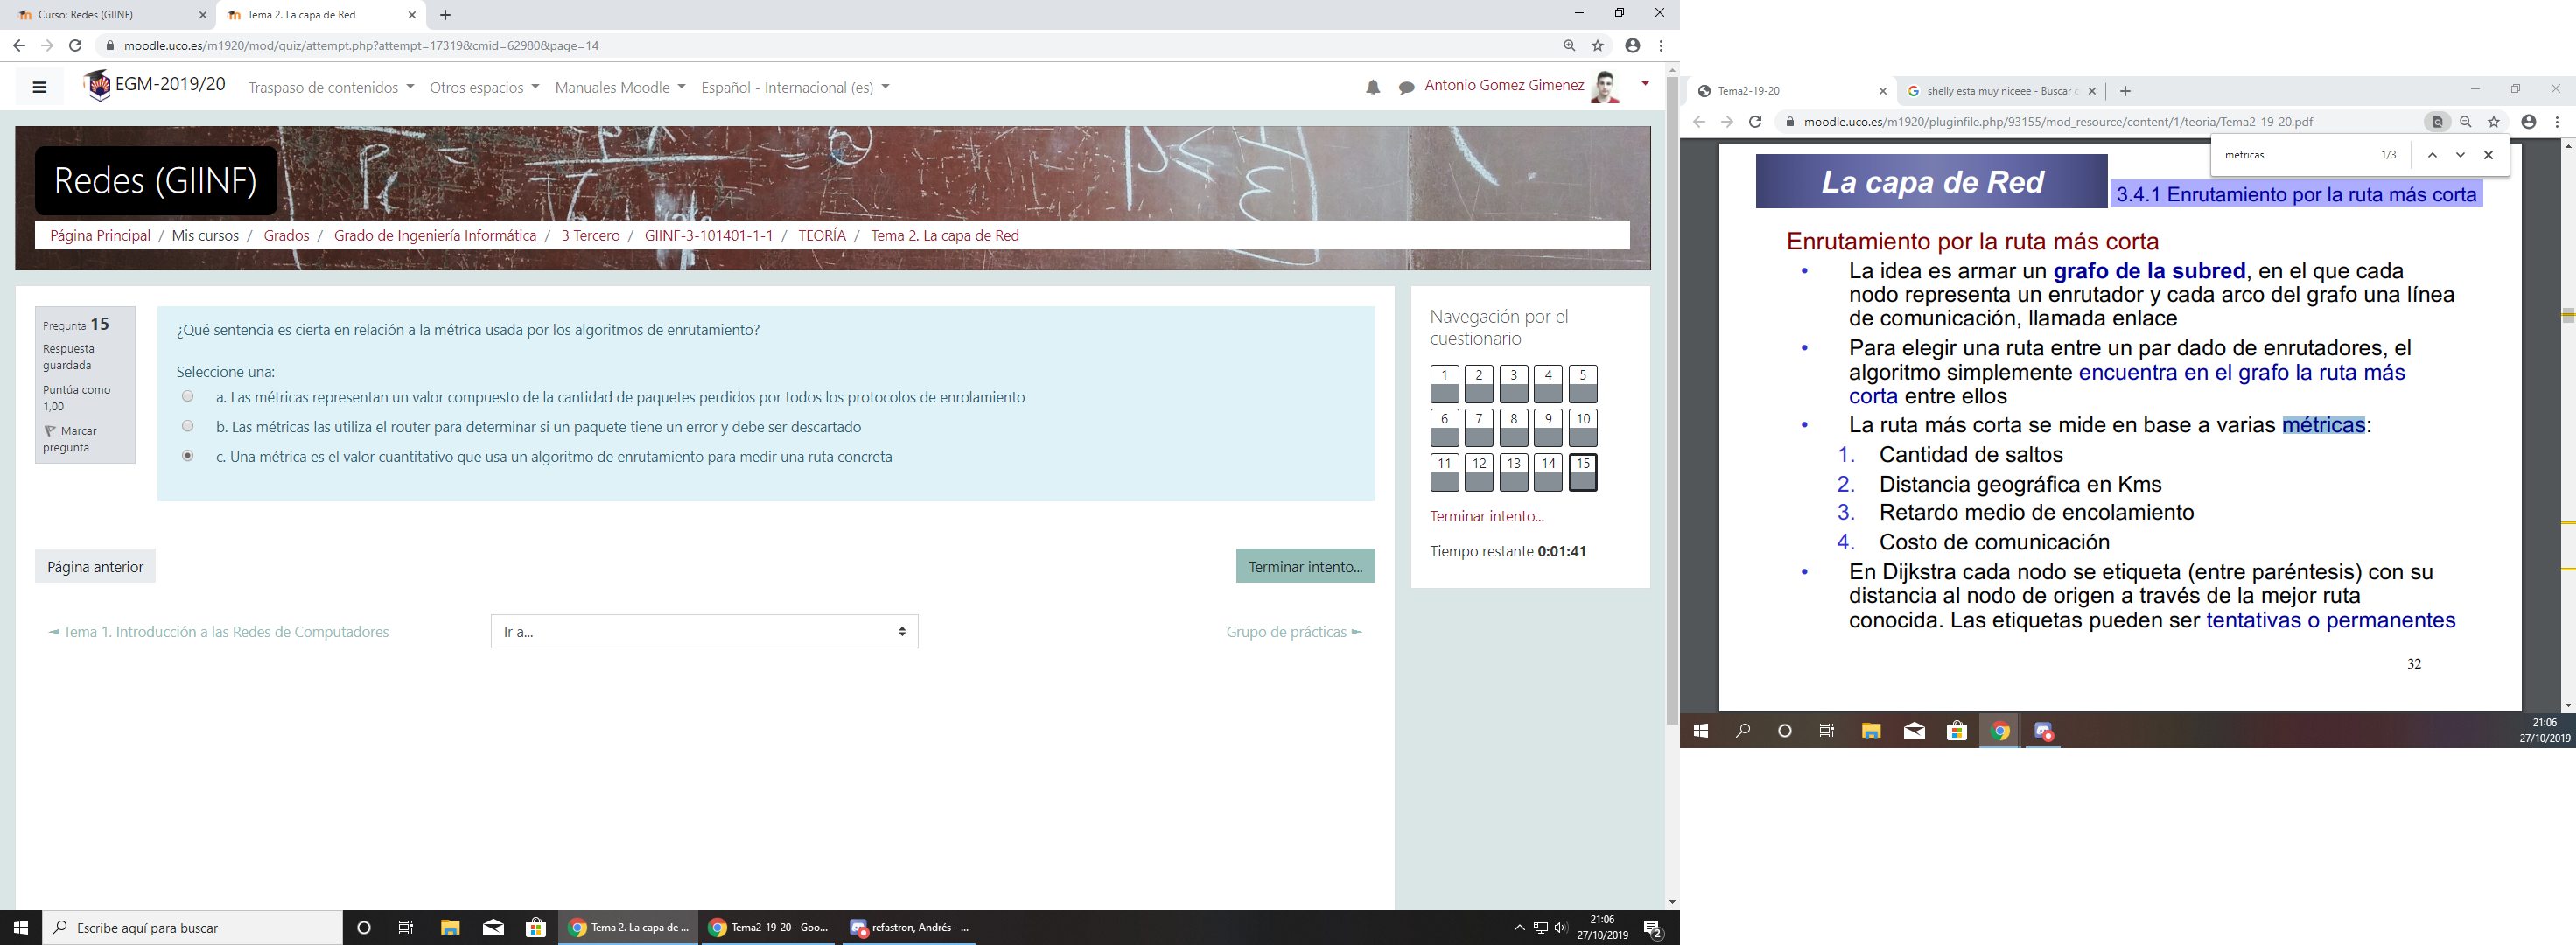 Curso: Redes (GIINF)
Tema 2. La capa de Red
moodle.uco.es/m1920/mod/quiz/attempt.php?attempt=17319&cmid=62980&page=14
EGM-2019/20
Traspaso de contenidos
Otros espacios
Manuales Moodle
Español - Internacional (es)
Antonio Gomez Gimenez
Redes (GIINF)
Página Principal / Mis cursos / Grados / Grado de Ingeniería Informática / 3 Tercero / GIINF-3-101401-1-1 / TEORÍA / Tema 2. La capa de Red
Pregunta 15
Respuesta
guardada
Puntúa como
1,00
Marcar
pregunta
¿Qué sentencia es cierta en relación a la métrica usada por los algoritmos de enrutamiento?
Seleccione una:
a. Las métricas representan un valor compuesto de la cantidad de paquetes perdidos por todos los protocolos de enrolamiento
b. Las métricas las utiliza el router para determinar si un paquete tiene un error y debe ser descartado
c. Una métrica es el valor cuantitativo que usa un algoritmo de enrutamiento para medir una ruta concreta
Página anterior
Terminar intento...
◄ Tema 1. Introducción a las Redes de Computadores
Ir a...
Grupo de prácticas ►
Navegación por el
cuestionario
1 2 3 4 5
6 7 8 9 10
11 12 13 14 15
Terminar intento...
Tiempo restante 0:01:41
Escribe aquí para buscar
Tema 2. La capa de ...
Tema2-19-20 - Goo...
refastron, Andrés - ...
21:06
27/10/2019
2
Tema2-19-20
shelly esta muy niceee - Buscar c
moodle.uco.es/m1920/pluginfile.php/93155/mod_resource/content/1/teoria/Tema2-19-20.pdf
metricas
1/3
La capa de Red
3.4.1 Enrutamiento por la ruta más corta
Enrutamiento por la ruta más corta
• La idea es armar un grafo de la subred, en el que cada
nodo representa un enrutador y cada arco del grafo una línea
de comunicación, llamada enlace
• Para elegir una ruta entre un par dado de enrutadores, el
algoritmo simplemente encuentra en el grafo la ruta más
corta entre ellos
• La ruta más corta se mide en base a varias métricas:
1. Cantidad de saltos
2. Distancia geográfica en Kms
3. Retardo medio de encolamiento
4. Costo de comunicación
• En Dijkstra cada nodo se etiqueta (entre paréntesis) con su
distancia al nodo de origen a través de la mejor ruta
conocida. Las etiquetas pueden ser tentativas o permanentes
32
21:06
27/10/2019